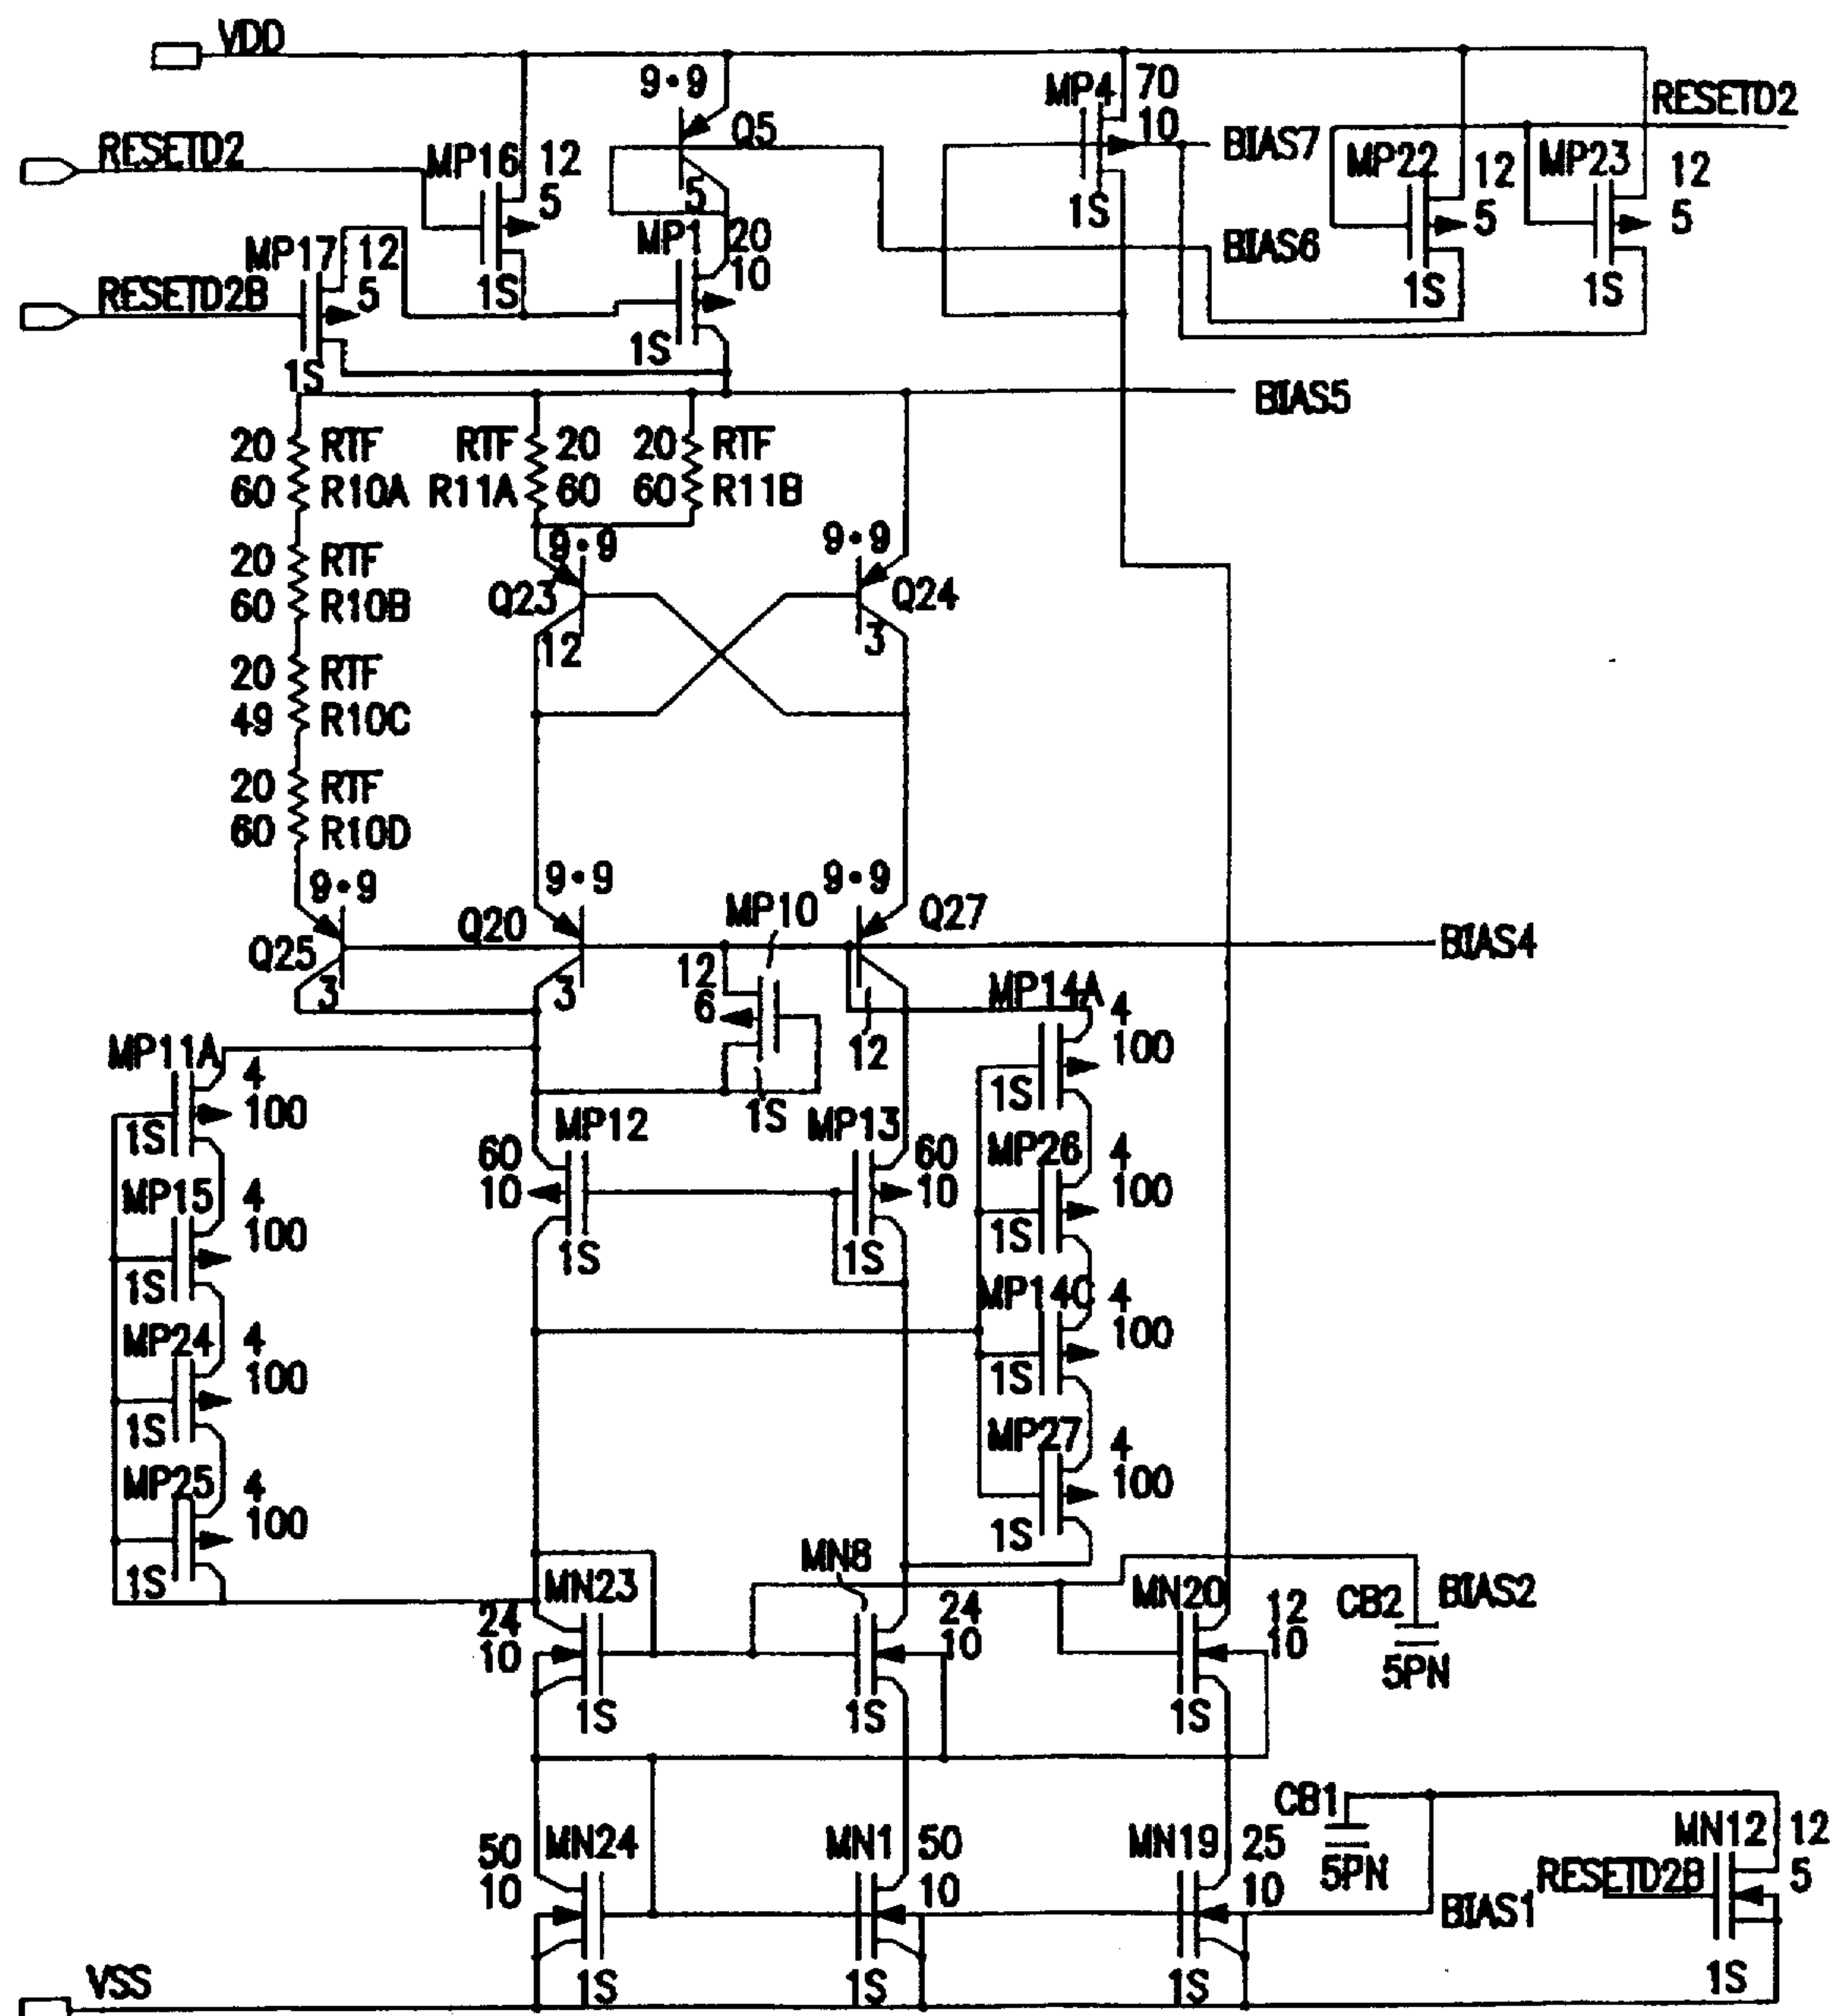 VDD
9•9
Q5
5
MP4
70
10
BIAS7
RESETD2
RESETD2
MP16
12
5
1S
MP22
12
5
1S
MP23
12
5
1S
1S
BIAS6
MP17
12
5
1S
MP1
20
10
1S
RESETD2B
BIAS5
20 RTF
60 R10A
RTF 20
R11A 60
20 RTF
60 R11B
20 RTF
60 R10B
9•9
Q23
12
9•9
Q24
3
20 RTF
49 R10C
20 RTF
60 R10D
9•9
Q25
3
9•9
Q20
3
MP10
12
6
1S
9•9
Q27
12
BIAS4
MP11A
4
100
1S
MP14A
4
100
1S
MP12
60
10
1S
MP13
60
10
1S
MP26
4
100
1S
MP15
4
100
1S
MP14C
4
100
1S
MP24
4
100
1S
MP27
4
100
1S
MP25
4
100
1S
MN23
24
10
1S
MN8
24
10
1S
MN20
12
10
1S
CB2
5PN
BIAS2
MN24
50
10
1S
MN1
50
10
1S
MN19
25
10
1S
CB1
5PN
BIAS1
MN12
12
5
RESETD2B
1S
VSS